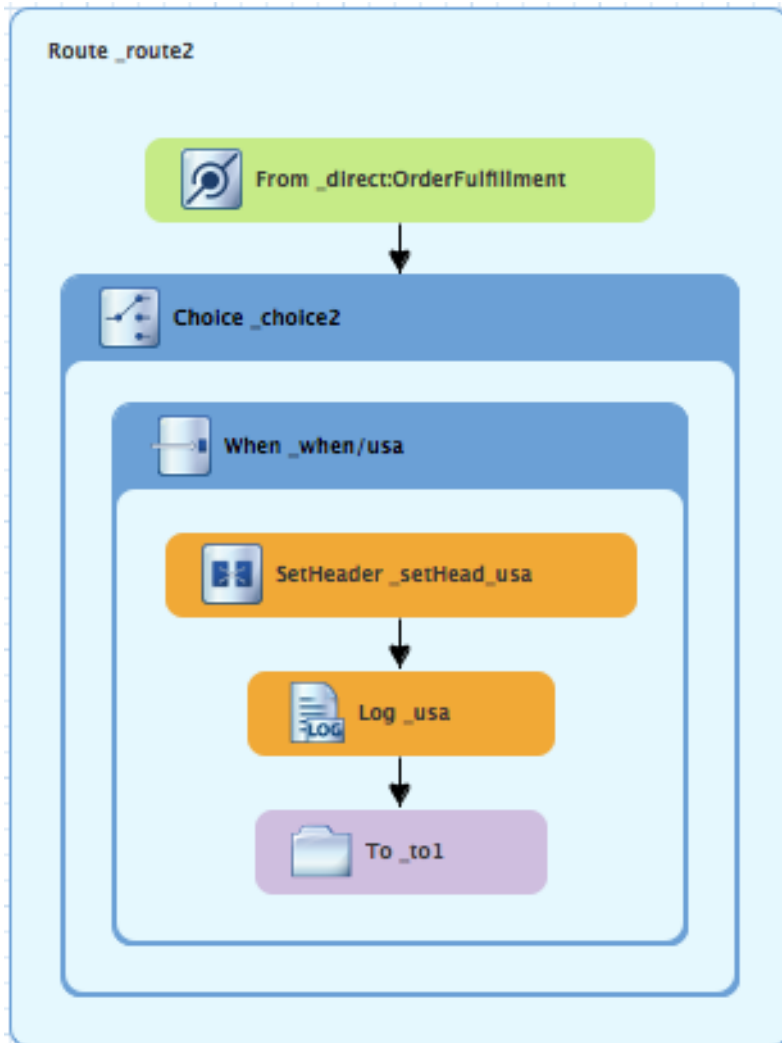 Route _route2
From _direct:OrderFulfillment
Choice _choice2
When _when/usa
SetHeader _setHead_usa
LOG
Log _usa
To _to1